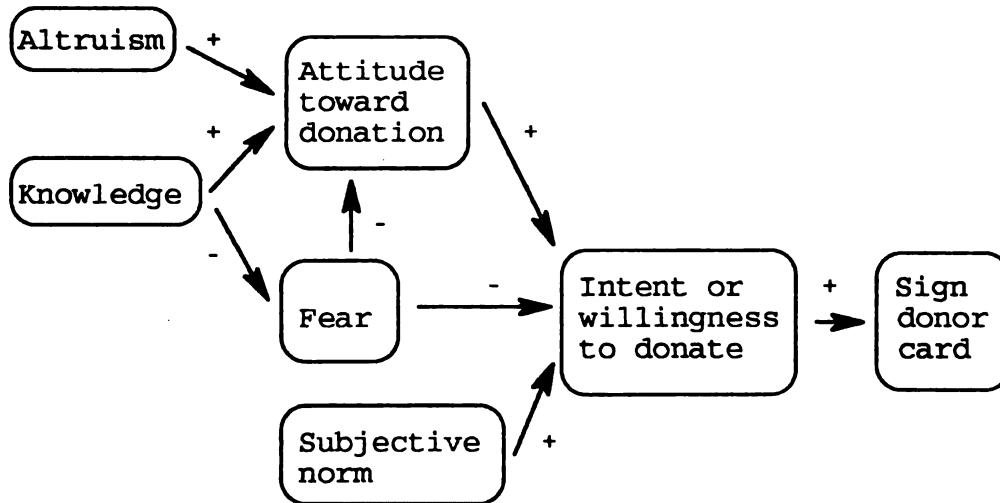 Altruism
+
Attitude
toward
donation
+
+
Knowledge
-
-
Fear
-
Intent or
willingness
to donate
+
Sign
donor
card
Subjective
norm
+